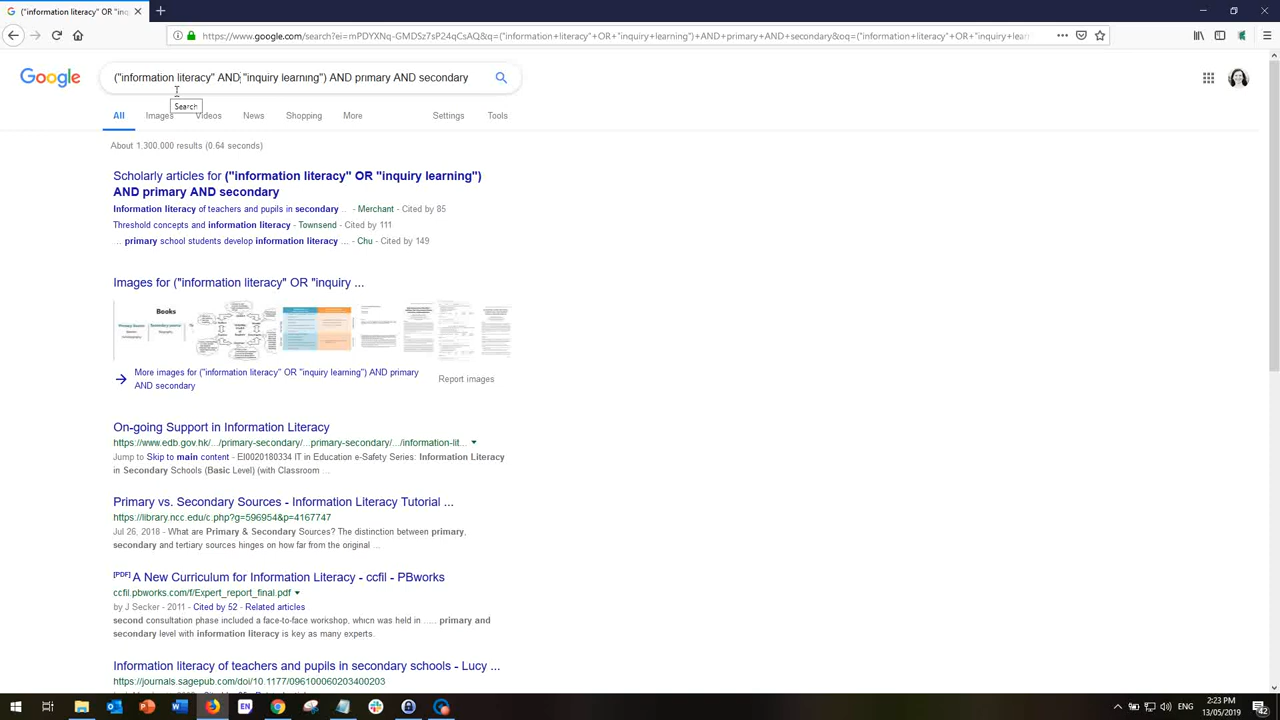 ("information literacy" OR "inq
https://www.google.com/search?ei=mPDYXNq-GMDSz7sP24qCsAQ&q=("information+literacy"+OR+"inquiry+learning")+AND+primary+AND+secondary&oq=("information+literacy"+OR+"inquiry+lear
Google
("information literacy" AND "inquiry learning") AND primary AND secondary
Search
All Images Videos News Shopping More Settings Tools
About 1.300.000 results (0.64 seconds)
Scholarly articles for ("information literacy" OR "inquiry learning")
AND primary AND secondary
Information literacy of teachers and pupils in secondary ... - Merchant - Cited by 85
Threshold concepts and information literacy - Townsend - Cited by 111
... primary school students develop information literacy ... - Chu - Cited by 149
Images for ("information literacy" OR "inquiry ...
Books
More images for ("information literacy" OR "inquiry learning") AND primary
AND secondary
Report images
On-going Support in Information Literacy
https://www.edb.gov.hk/.../primary-secondary/...primary-secondary/.../information-lit...
Jump to Skip to main content - EI0020180334 IT in Education e-Safety Series: Information Literacy
in Secondary Schools (Basic Level) (with Classroom ...
Primary vs. Secondary Sources - Information Literacy Tutorial ...
https://library.ncc.edu/c.php?g=596954&p=4167747
Jul 26, 2018 - What are Primary & Secondary Sources? The distinction between primary,
secondary and tertiary sources hinges on how far from the original ...
[PDF] A New Curriculum for Information Literacy - ccfil - PBworks
ccfil.pbworks.com/f/Expert_report_final.pdf
by J Secker - 2011 - Cited by 52 - Related articles
second consultation phase included a face-to-face workshop, which was held in ..... primary and
secondary level with information literacy is key as many experts.
Information literacy of teachers and pupils in secondary schools - Lucy ...
https://journals.sagepub.com/doi/10.1177/096100060203400203
EN
ENG
2:23 PM
13/05/2019
42